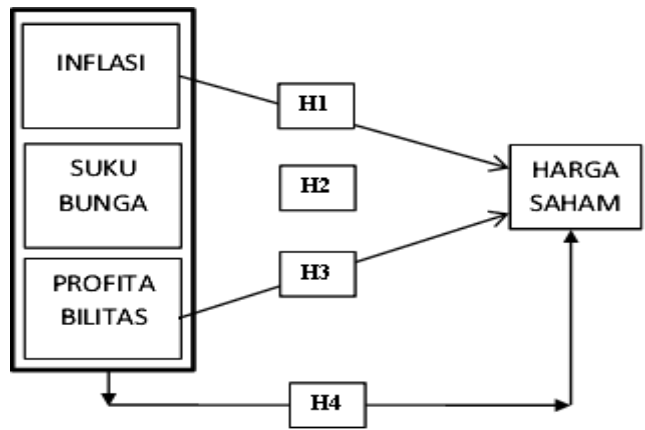 INFLASI
H1
SUKU
BUNGA
H2
HARGA
SAHAM
PROFITA
BILITAS
H3
H4